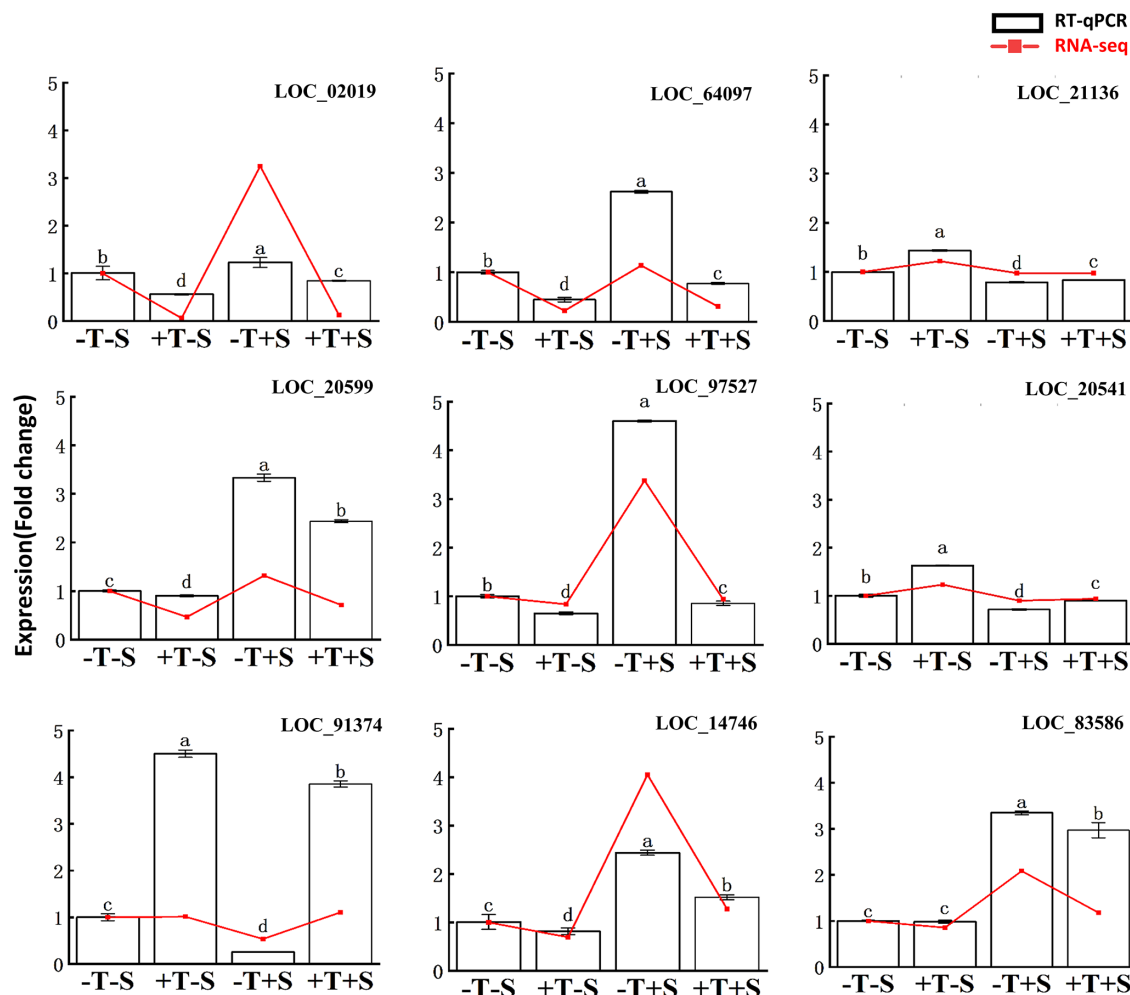 RT-qPCR
RNA-seq
LOC_02019
5
4
3
2
1
0
b
d
a
c
-T-S +T-S -T+S +T+S
LOC_64097
5
4
3
2
1
0
b
d
a
c
-T-S +T-S -T+S +T+S
LOC_21136
5
4
3
2
1
0
b
a
d
c
-T-S +T-S -T+S +T+S
Expression(Fold change)
LOC_20599
5
4
3
2
1
0
c
d
a
b
-T-S +T-S -T+S +T+S
LOC_97527
5
4
3
2
1
0
b
d
a
c
-T-S +T-S -T+S +T+S
LOC_20541
5
4
3
2
1
0
b
a
d
c
-T-S +T-S -T+S +T+S
LOC_91374
5
4
3
2
1
0
c
a
d
b
-T-S +T-S -T+S +T+S
LOC_14746
5
4
3
2
1
0
c
d
a
b
-T-S +T-S -T+S +T+S
LOC_83586
5
4
3
2
1
0
c
c
a
b
-T-S +T-S -T+S +T+S